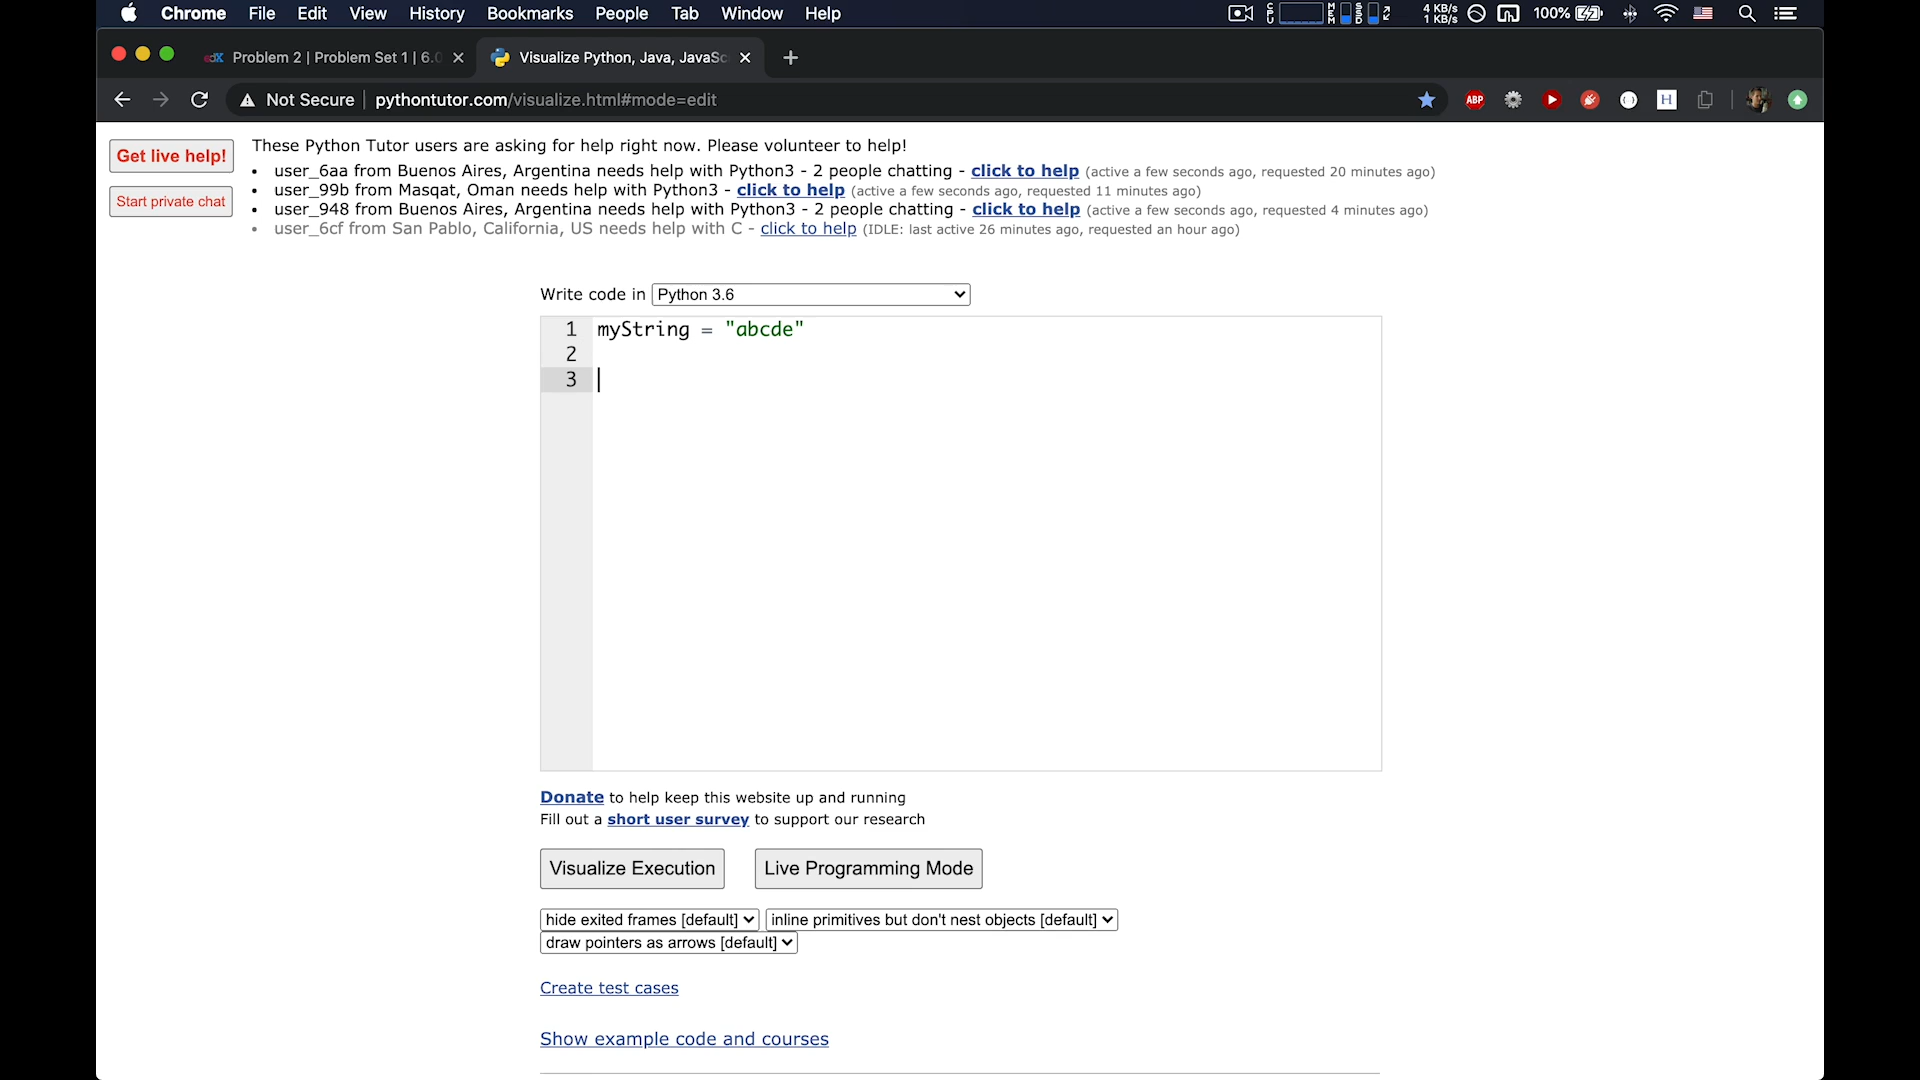 Chrome File Edit View History Bookmarks People Tab Window Help
CPU MEM SSD 4 KB/s 1 KB/s 100%
edX Problem 2 | Problem Set 1 | 6.0 Visualize Python, Java, JavaSc
Not Secure pythontutor.com/visualize.html#mode=edit ABP H
Get live help!
Start private chat
These Python Tutor users are asking for help right now. Please volunteer to help!
• user_6aa from Buenos Aires, Argentina needs help with Python3 - 2 people chatting - click to help (active a few seconds ago, requested 20 minutes ago)
• user_99b from Masqat, Oman needs help with Python3 - click to help (active a few seconds ago, requested 11 minutes ago)
• user_948 from Buenos Aires, Argentina needs help with Python3 - 2 people chatting - click to help (active a few seconds ago, requested 4 minutes ago)
• user_6cf from San Pablo, California, US needs help with C - click to help (IDLE: last active 26 minutes ago, requested an hour ago)
Write code in Python 3.6
1 myString = "abcde"
2
3
Donate to help keep this website up and running
Fill out a short user survey to support our research
Visualize Execution Live Programming Mode
hide exited frames [default] inline primitives but don't nest objects [default]
draw pointers as arrows [default]
Create test cases
Show example code and courses